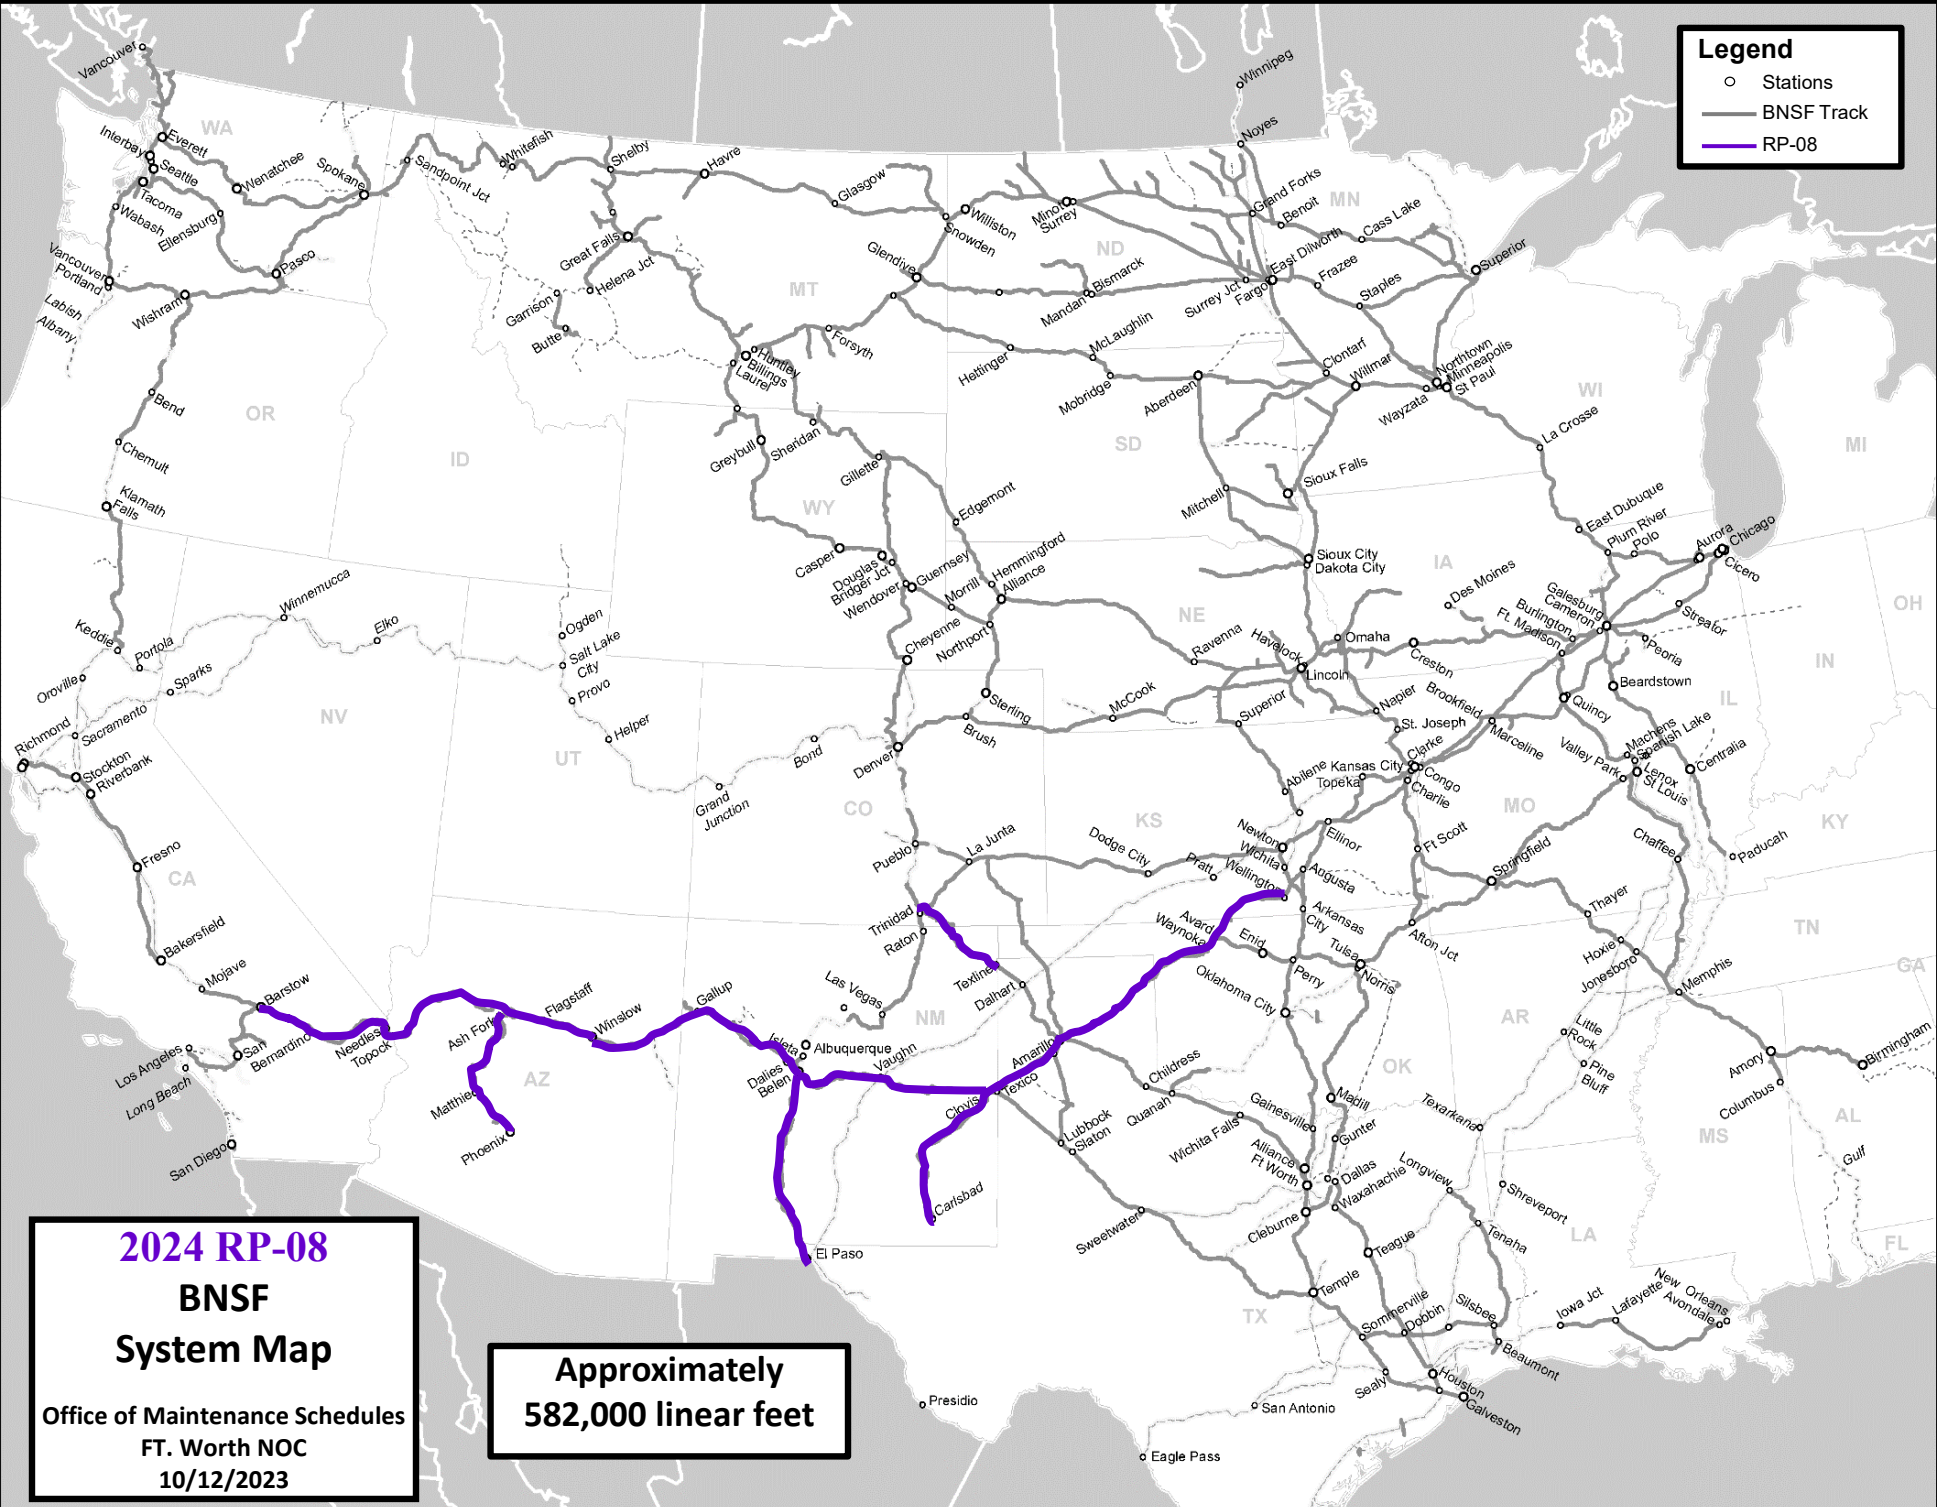 Legend
Stations
BNSF Track
RP-08
Vancouver
Winnipeg
Noyes
WA
Everett
Interbay
Seattle
Tacoma
Wabash
Ellensburg
Wenatchee
Spokane
Sandpoint Jct
Whitefish
Shelby
Havre
Glasgow
Williston
Snowden
Minot
Surrey
Grand Forks
Benoit
MN
Cass Lake
Superior
ND
Vancouver
Portland
Labish
Albany
Pasco
Wishram
Great Falls
Helena Jct
Garrison
Butte
MT
Glendive
Mandan
Bismarck
Surrey Jct
Fargo
East Dilworth
Frazee
Staples
Forsyth
Huntley
Billings
Laurel
Hettinger
McLaughlin
Mobridge
Aberdeen
Clontarf
Willmar
Wayzata
Northtown
Minneapolis
St Paul
WI
MI
La Crosse
Bend
OR
Chemult
Klamath
Falls
ID
Greybull
Sheridan
Gillette
WY
Edgemont
SD
Mitchell
Sioux Falls
Casper
Douglas
Bridger Jct
Wendover
Guernsey
Morrill
Hemmingford
Alliance
Northport
Cheyenne
Sioux City
Dakota City
IA
Des Moines
East Dubuque
Plum River
Polo
Aurora
Chicago
Cicero
Galesburg
Cameron
Burlington
Ft. Madison
Streator
Peoria
OH
IN
NE
Ravenna
Havelock
Lincoln
Omaha
Creston
Keddie
Portola
Winnemucca
Elko
Ogden
Salt Lake
City
Provo
Helper
Oroville
Sparks
Sacramento
Richmond
NV
UT
Sterling
Brush
McCook
Superior
Napier
St. Joseph
Brookfield
Marceline
Quincy
Beardstown
IL
Machens
Spanish Lake
Valley Park
Lenox
St Louis
Centralia
Stockton
Riverbank
Denver
Bond
Grand
Junction
CO
KS
Abilene
Topeka
Kansas City
Clarke
Congo
Charlie
MO
KY
Fresno
CA
Pueblo
La Junta
Dodge City
Pratt
Newton
Wichita
Wellington
Ellinor
Augusta
Ft Scott
Springfield
Chaffee
Paducah
Bakersfield
Trinidad
Raton
Avard
Waynoka
Enid
Arkansas
City
Tulsa
Afton Jct
Thayer
Hoxie
Jonesboro
Memphis
TN
GA
Mojave
Barstow
San
Bernardino
Los Angeles
Long Beach
San Diego
Needles
Topock
Ash Fork
Flagstaff
Winslow
Gallup
Las Vegas
NM
Texline
Dalhart
Oklahoma City
Perry
Norris
AR
Little
Rock
Pine
Bluff
Matthie
AZ
Phoenix
Isleta
Albuquerque
Dalies
Belen
Vaughn
Amarillo
Texico
Clovis
Childress
Quanah
OK
Madill
Gainesville
Gunter
Wichita Falls
Texarkana
Amory
Columbus
Birmingham
MS
AL
Gulf
Carlsbad
Lubbock
Slaton
Alliance
Ft Worth
Dallas
Waxahachie
Cleburne
Longview
Shreveport
Tenaha
LA
FL
El Paso
Sweetwater
Teague
Temple
TX
Sommerville
Dobbin
Silsbee
Beaumont
Iowa Jct
Lafayette
New Orleans
Avondale
Sealy
Houston
Galveston
San Antonio
Presidio
Eagle Pass
2024 RP-08
BNSF
System Map
Office of Maintenance Schedules
FT. Worth NOC
10/12/2023
Approximately
582,000 linear feet